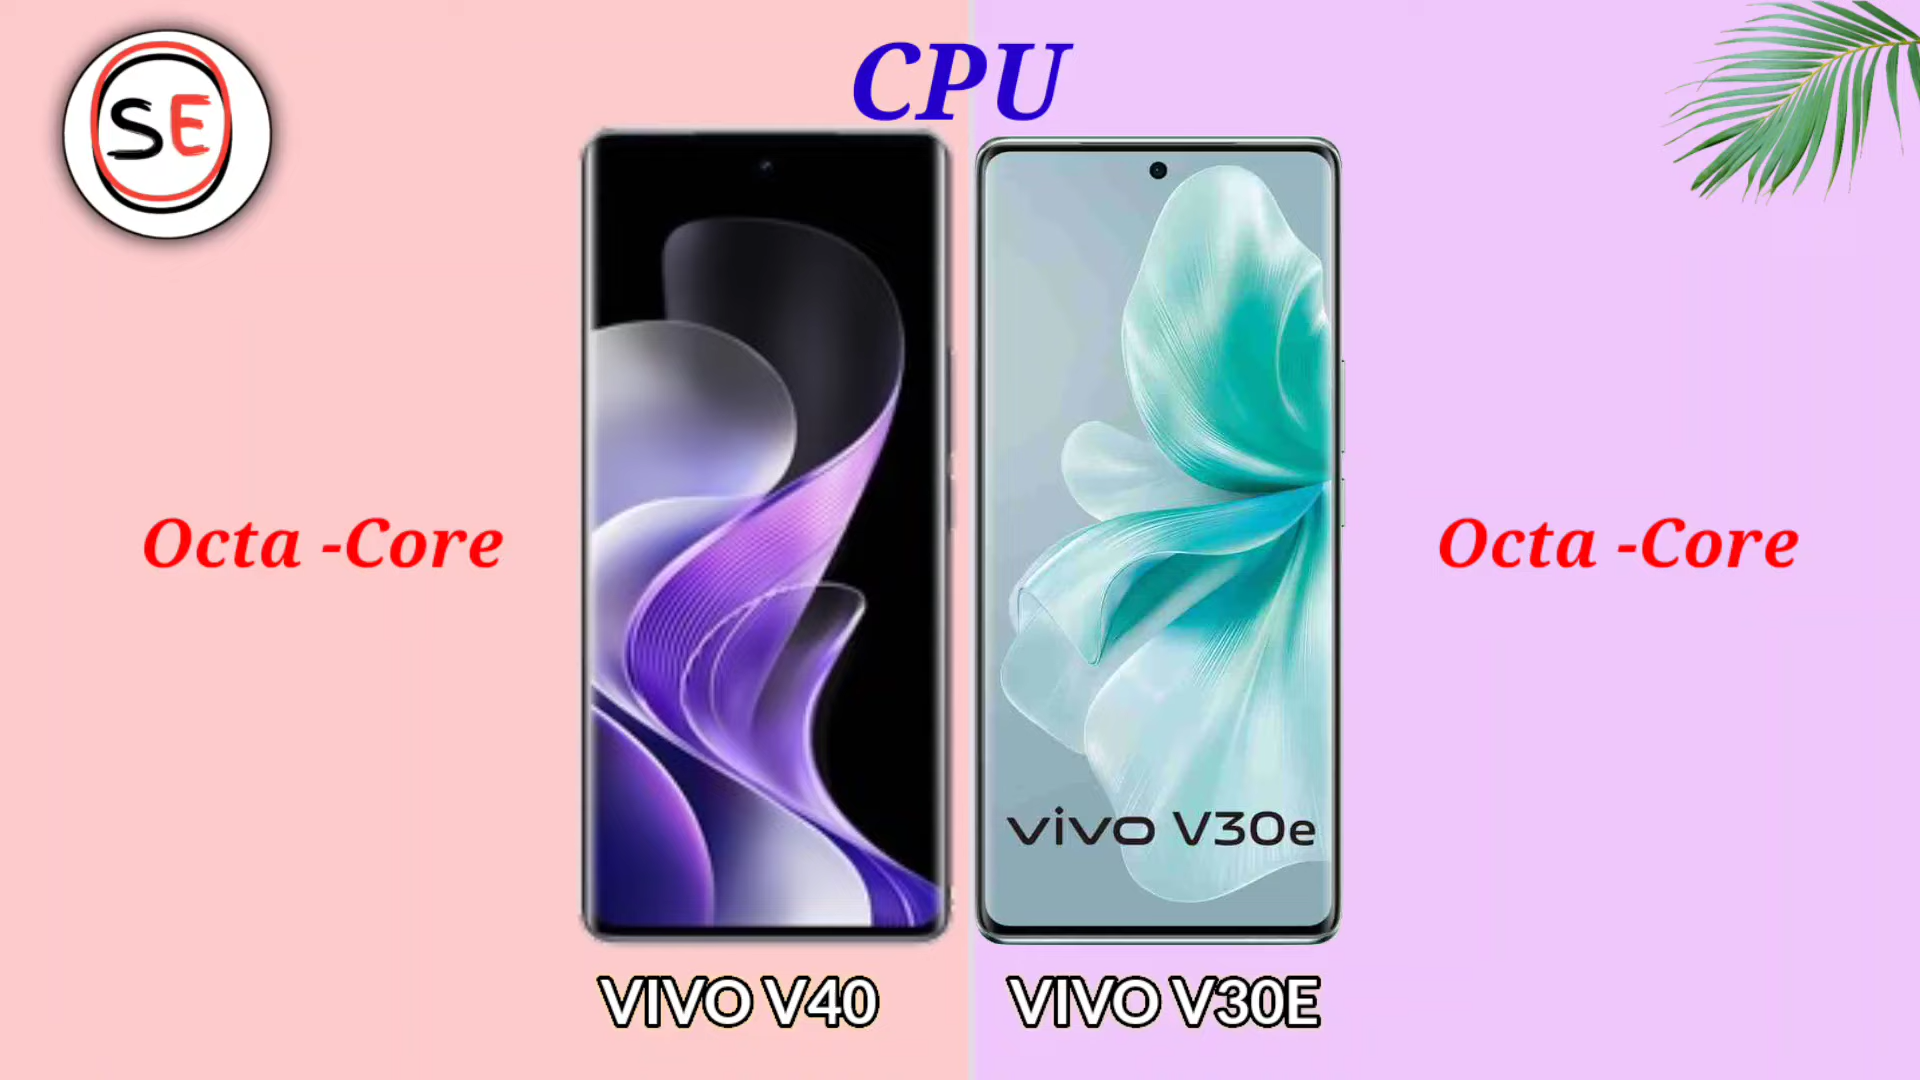 SE
CPU
Octa -Core
Octa -Core
vivo V30e
VIVO V40
VIVO V30E